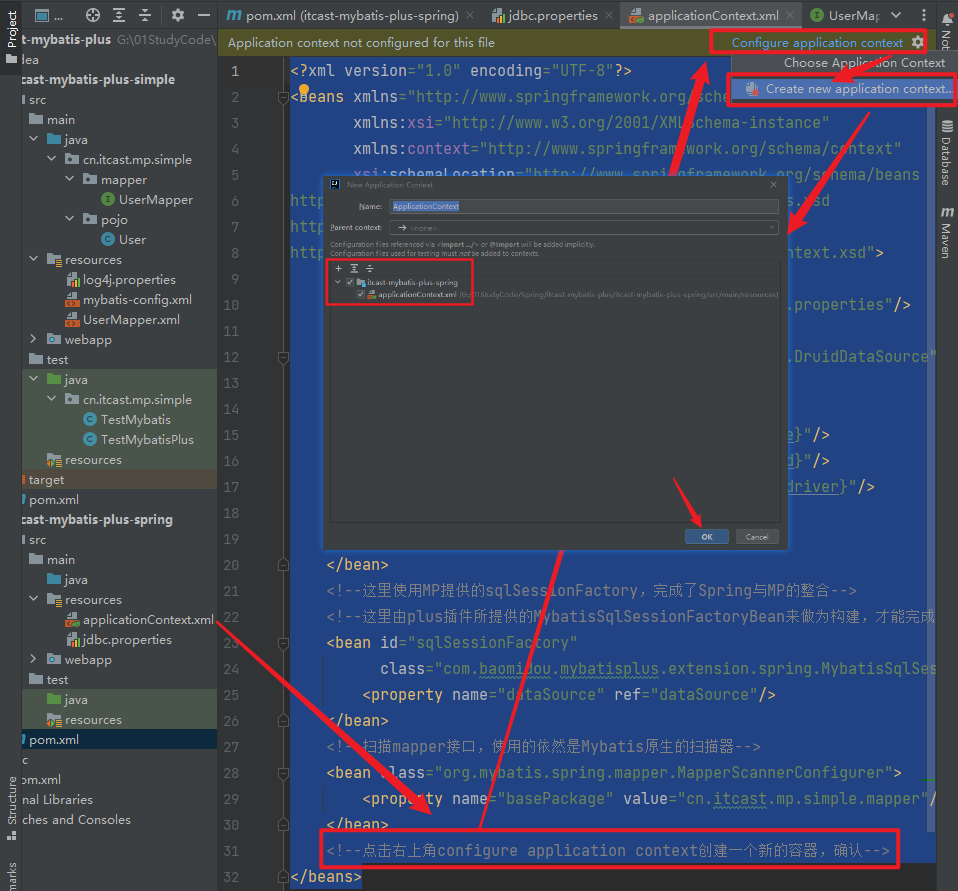 Project
...
pom.xml (itcast-mybatis-plus-spring)
jdbc.properties
applicationContext.xml
UserMap
t-mybatis-plus G:\01StudyCode\
Application context not configured for this file
Configure application context
Choose Application Context
Create new application context...
dea
cast-mybatis-plus-simple
src
main
java
cn.itcast.mp.simple
mapper
UserMapper
pojo
User
resources
log4j.properties
mybatis-config.xml
UserMapper.xml
webapp
test
java
cn.itcast.mp.simple
TestMybatis
TestMybatisPlus
resources
target
pom.xml
cast-mybatis-plus-spring
src
main
java
resources
applicationContext.xml
jdbc.properties
webapp
test
java
resources
pom.xml
c
om.xml
nal Libraries
ches and Consoles
Structure
marks
1 <?xml version="1.0" encoding="UTF-8"?>
2 <beans xmlns="http://www.springframework.org/sche
3 xmlns:xsi="http://www.w3.org/2001/XMLSchema-instance"
4 xmlns:context="http://www.springframework.org/schema/context"
5 xsi:schemaLocation="http://www.springframework.org/schema/beans
6 http s.xsd
7 http
8 http ntext.xsd">
9
10 .properties"/>
11
12 .DruidDataSource"
13
14
15 e}"/>
16 d}"/>
17 driver}"/>
18
19
20 </bean>
21 <!--这里使用MP提供的sqlSessionFactory，完成了Spring与MP的整合-->
22 <!--这里由plus插件所提供的MybatisSqlSessionFactoryBean来做为构建，才能完成
23 <bean id="sqlSessionFactory"
24 class="com.baomidou.mybatisplus.extension.spring.MybatisSqlSes
25 <property name="dataSource" ref="dataSource"/>
26 </bean>
27 <!--扫描mapper接口，使用的依然是Mybatis原生的扫描器-->
28 <bean class="org.mybatis.spring.mapper.MapperScannerConfigurer">
29 <property name="basePackage" value="cn.itcast.mp.simple.mapper"/
30 </bean>
31 <!--点击右上角configure application context创建一个新的容器，确认-->
32 </beans>
New Application Context
Name: ApplicationContext
Parent context: <none>
Configuration files referenced via <import .../> or @Import will be added implicitly.
Configuration files used for testing must not be added to contexts.
itcast-mybatis-plus-spring
applicationContext.xml (G:/01StudyCode/Spring/itcast-mybatis-plus/itcast-mybatis-plus-spring/src/main/resources)
OK
Cancel
Not
Database
m
Maven